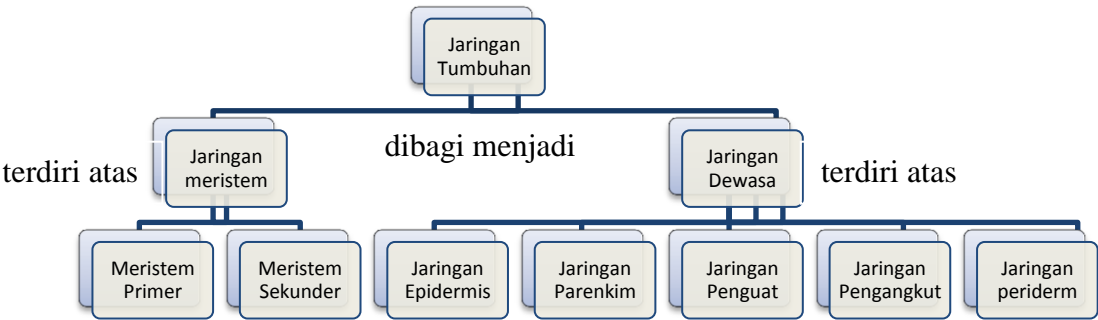 Jaringan
Tumbuhan
dibagi menjadi
terdiri atas
Jaringan
meristem
Jaringan
Dewasa
terdiri atas
Meristem
Primer
Meristem
Sekunder
Jaringan
Epidermis
Jaringan
Parenkim
Jaringan
Penguat
Jaringan
Pengangkut
Jaringan
periderm